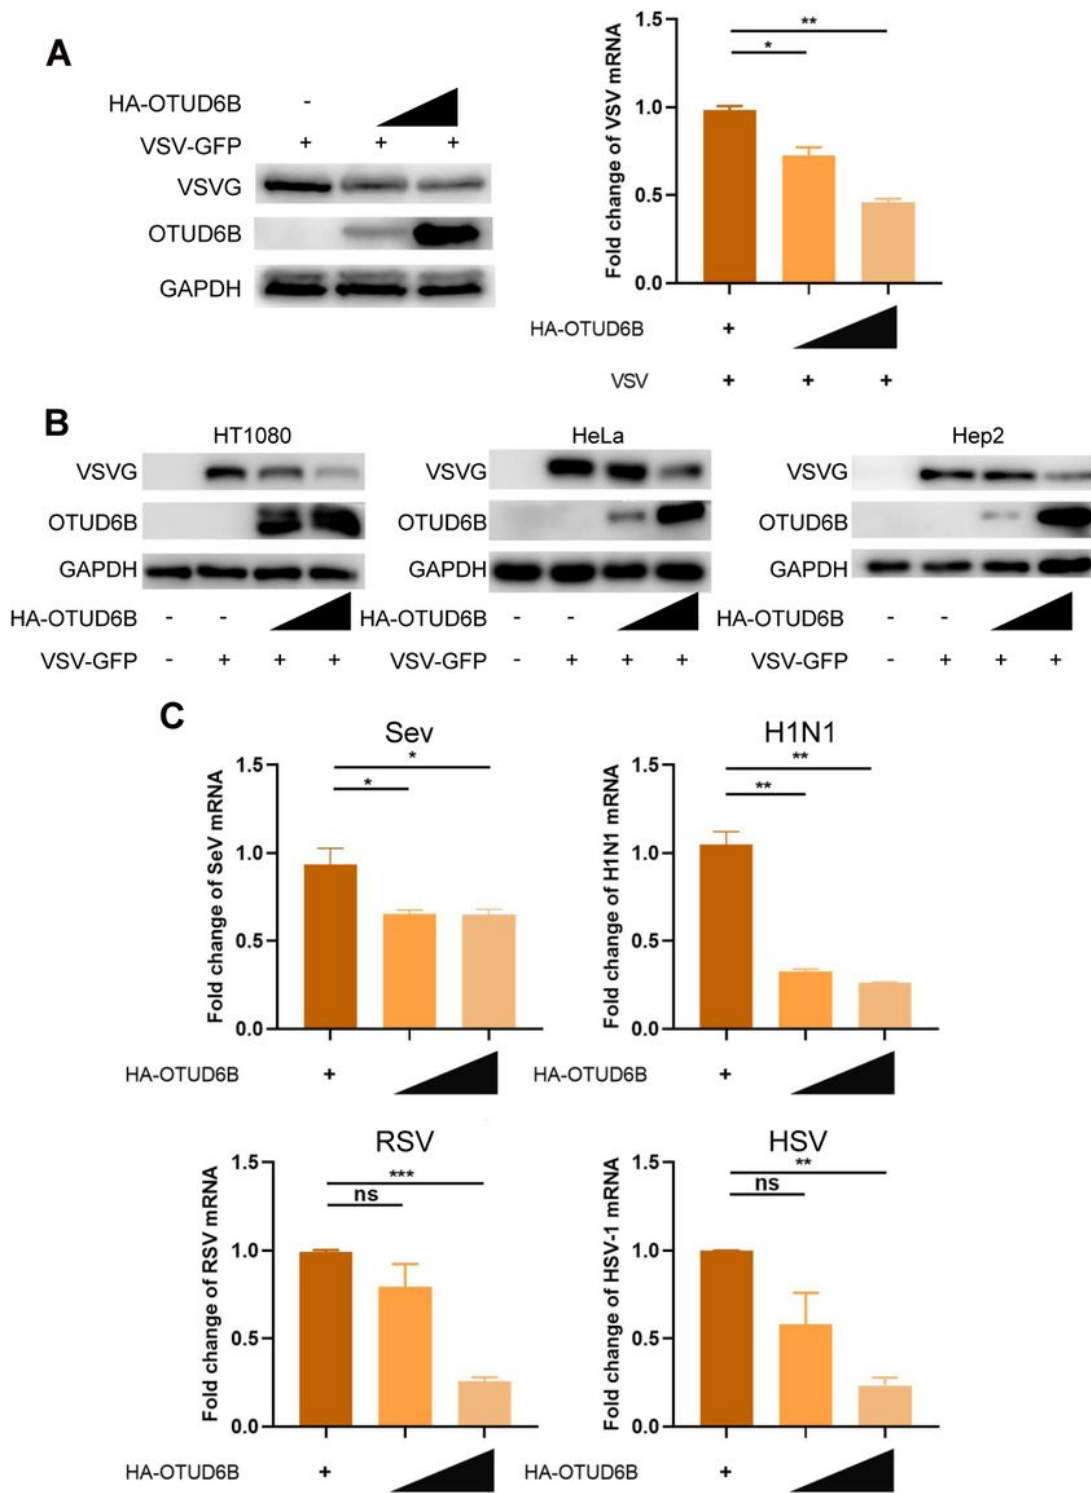 A
HA-OTUD6B -
VSV-GFP + + +
VSVG
OTUD6B
GAPDH
Fold change of VSV mRNA
1.5
1.0
0.5
0.0
**
*
HA-OTUD6B +
VSV + + +
B
HT1080
VSVG
OTUD6B
GAPDH
HA-OTUD6B - -
VSV-GFP - + + +
HeLa
VSVG
OTUD6B
GAPDH
HA-OTUD6B - -
VSV-GFP - + + +
Hep2
VSVG
OTUD6B
GAPDH
HA-OTUD6B - -
VSV-GFP - + + +
C
Sev
Fold change of SeV mRNA
1.5
1.0
0.5
0.0
*
*
HA-OTUD6B +
H1N1
Fold change of H1N1 mRNA
1.5
1.0
0.5
0.0
**
**
HA-OTUD6B +
RSV
Fold change of RSV mRNA
1.5
1.0
0.5
0.0
***
ns
HA-OTUD6B +
HSV
Fold change of HSV-1 mRNA
1.5
1.0
0.5
0.0
**
ns
HA-OTUD6B +